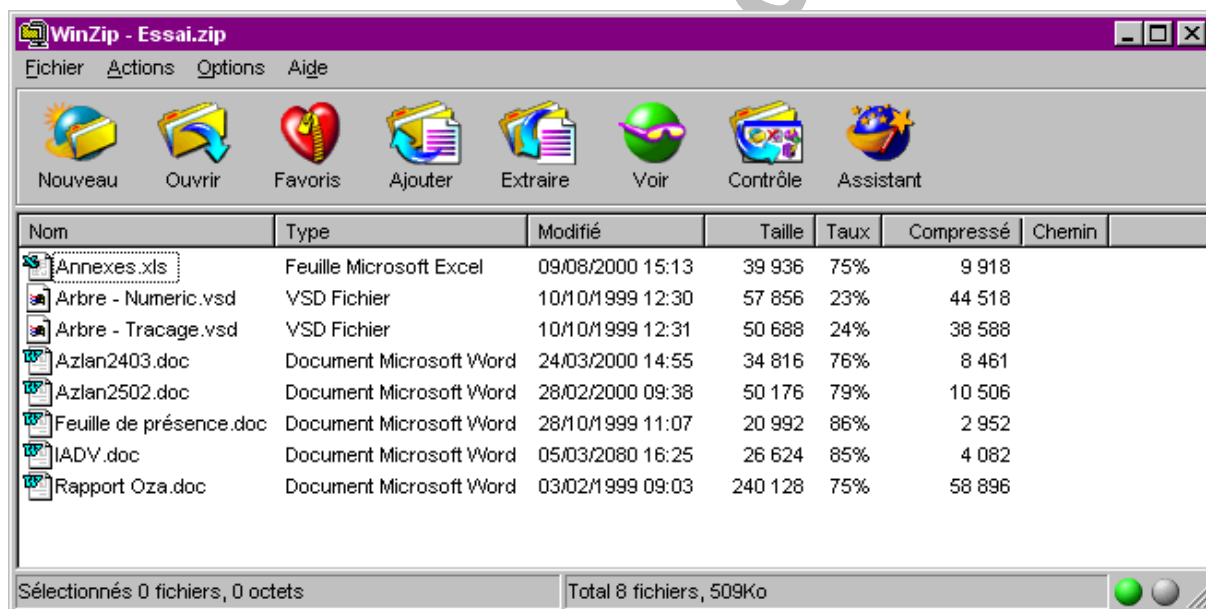 WinZip - Essai.zip
Fichier Actions Options Aide
Nouveau Ouvrir Favoris Ajouter Extraire Voir Contrôle Assistant
Nom Type Modifié Taille Taux Compressé Chemin
Annexes.xls Feuille Microsoft Excel 09/08/2000 15:13 39 936 75% 9 918
Arbre - Numeric.vsd VSD Fichier 10/10/1999 12:30 57 856 23% 44 518
Arbre - Tracage.vsd VSD Fichier 10/10/1999 12:31 50 688 24% 38 588
Azlan2403.doc Document Microsoft Word 24/03/2000 14:55 34 816 76% 8 461
Azlan2502.doc Document Microsoft Word 28/02/2000 09:38 50 176 79% 10 506
Feuille de présence.doc Document Microsoft Word 28/10/1999 11:07 20 992 86% 2 952
IADV.doc Document Microsoft Word 05/03/2080 16:25 26 624 85% 4 082
Rapport Oza.doc Document Microsoft Word 03/02/1999 09:03 240 128 75% 58 896
Sélectionnés 0 fichiers, 0 octets Total 8 fichiers, 509Ko